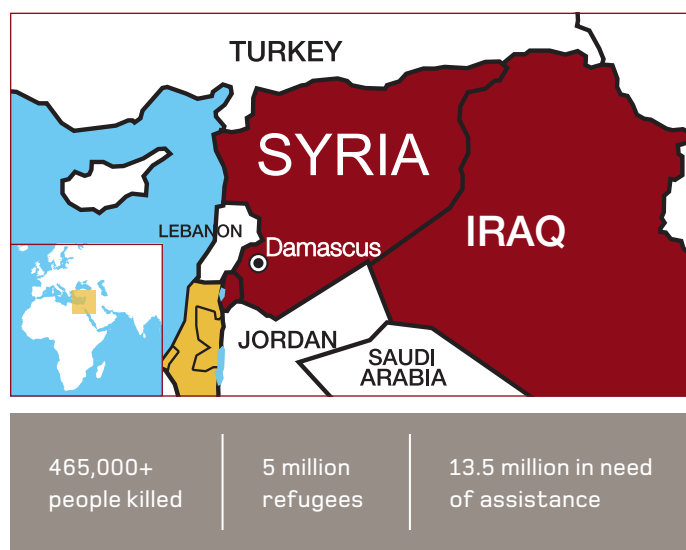 TURKEY
SYRIA
LEBANON
Damascus
IRAQ
JORDAN
SAUDI
ARABIA
465,000+
people killed
5 million
refugees
13.5 million in need
of assistance